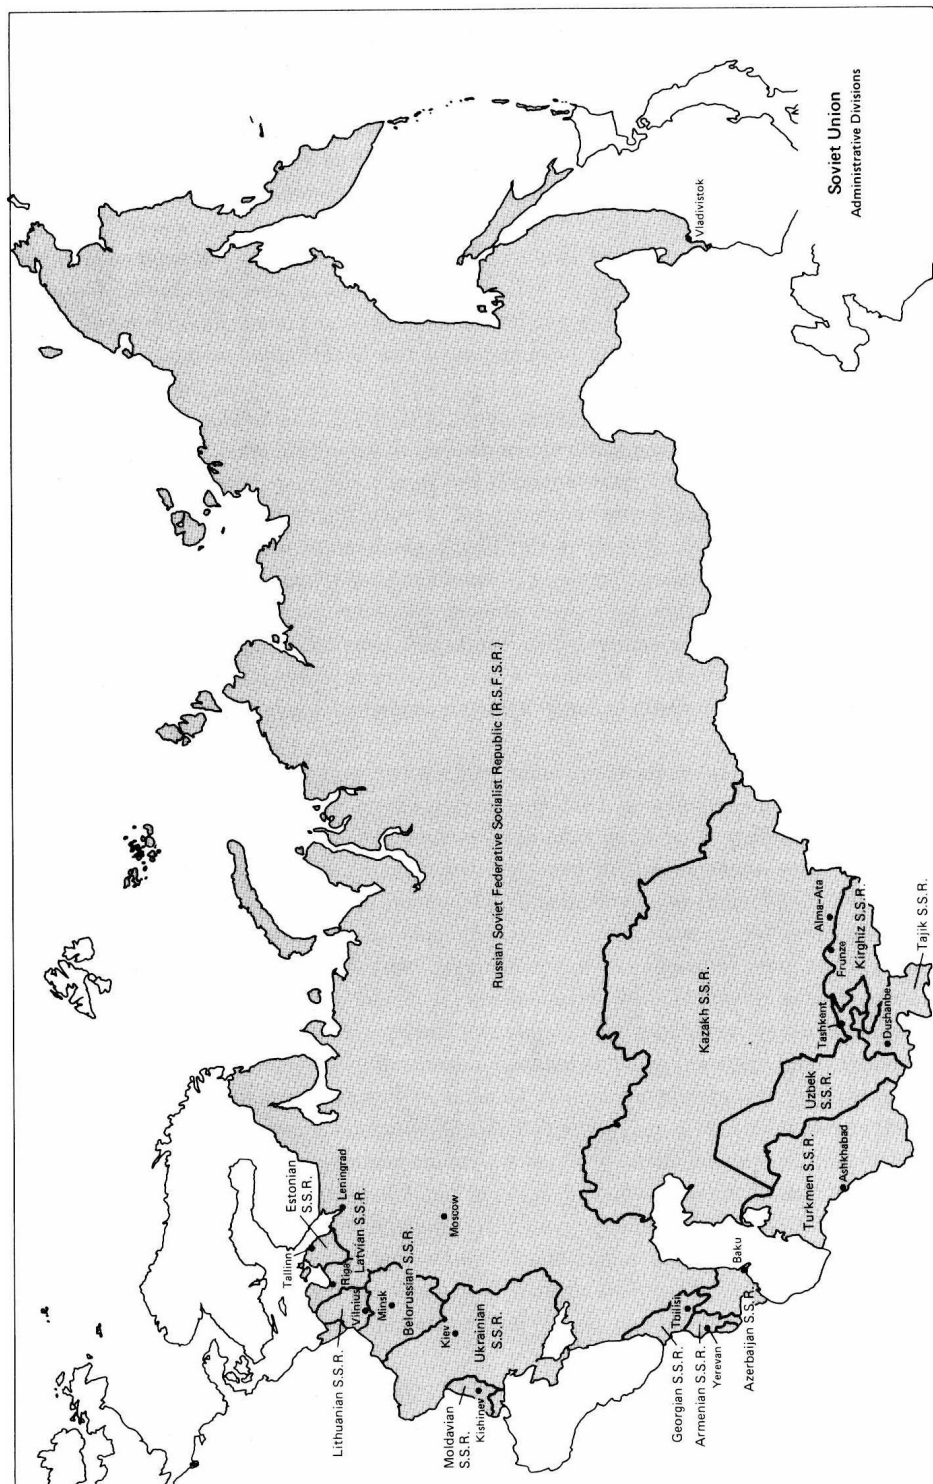 Soviet Union
Administrative Divisions
Russian Soviet Federative Socialist Republic (R.S.F.S.R.)
Vladivistok
Leningrad
Moscow
Tallinn
Estonian
S.S.R.
Riga
Latvian S.S.R.
Lithuanian S.S.R.
Vilnius
Minsk
Belorussian S.S.R.
Kiev
Ukrainian
S.S.R.
Moldavian
S.S.R.
Kishinev
Georgian S.S.R.
Tbilisi
Armenian S.S.R.
Yerevan
Azerbaijan S.S.R.
Baku
Kazakh S.S.R.
Alma-Ata
Uzbek
S.S.R.
Tashkent
Turkmen S.S.R.
Ashkhabad
Frunze
Kirghiz S.S.R.
Dushanbe
Tajik S.S.R.